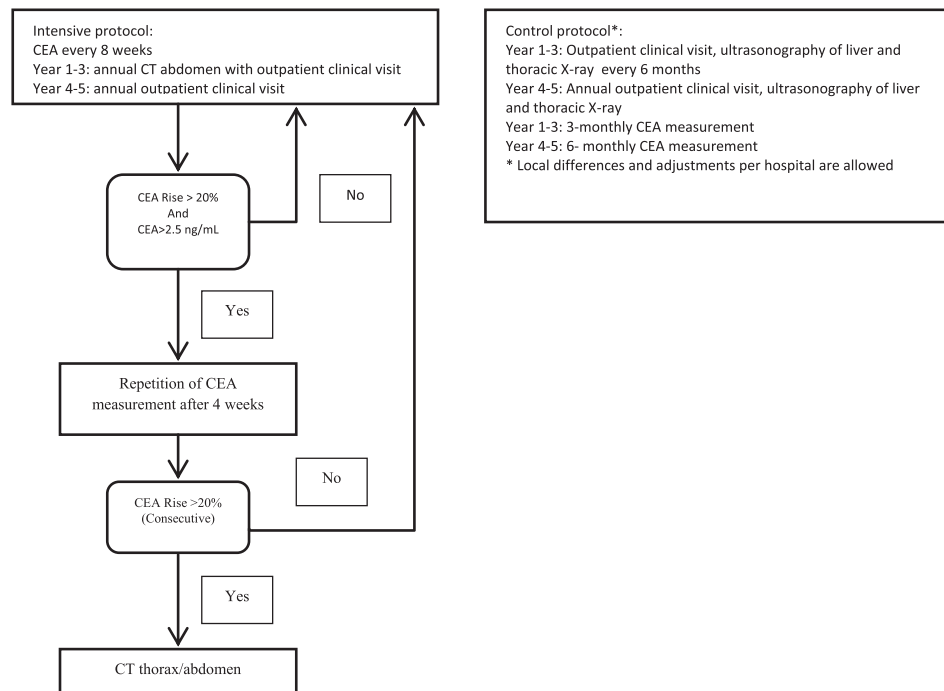 Intensive protocol:
CEA every 8 weeks
Year 1-3: annual CT abdomen with outpatient clinical visit
Year 4-5: annual outpatient clinical visit
CEA Rise > 20%
And
CEA>2.5 ng/mL
No
Yes
Repetition of CEA
measurement after 4 weeks
CEA Rise >20%
(Consecutive)
No
Yes
CT thorax/abdomen
Control protocol*:
Year 1-3: Outpatient clinical visit, ultrasonography of liver and
thoracic X-ray every 6 months
Year 4-5: Annual outpatient clinical visit, ultrasonography of liver
and thoracic X-ray
Year 1-3: 3-monthly CEA measurement
Year 4-5: 6- monthly CEA measurement
* Local differences and adjustments per hospital are allowed